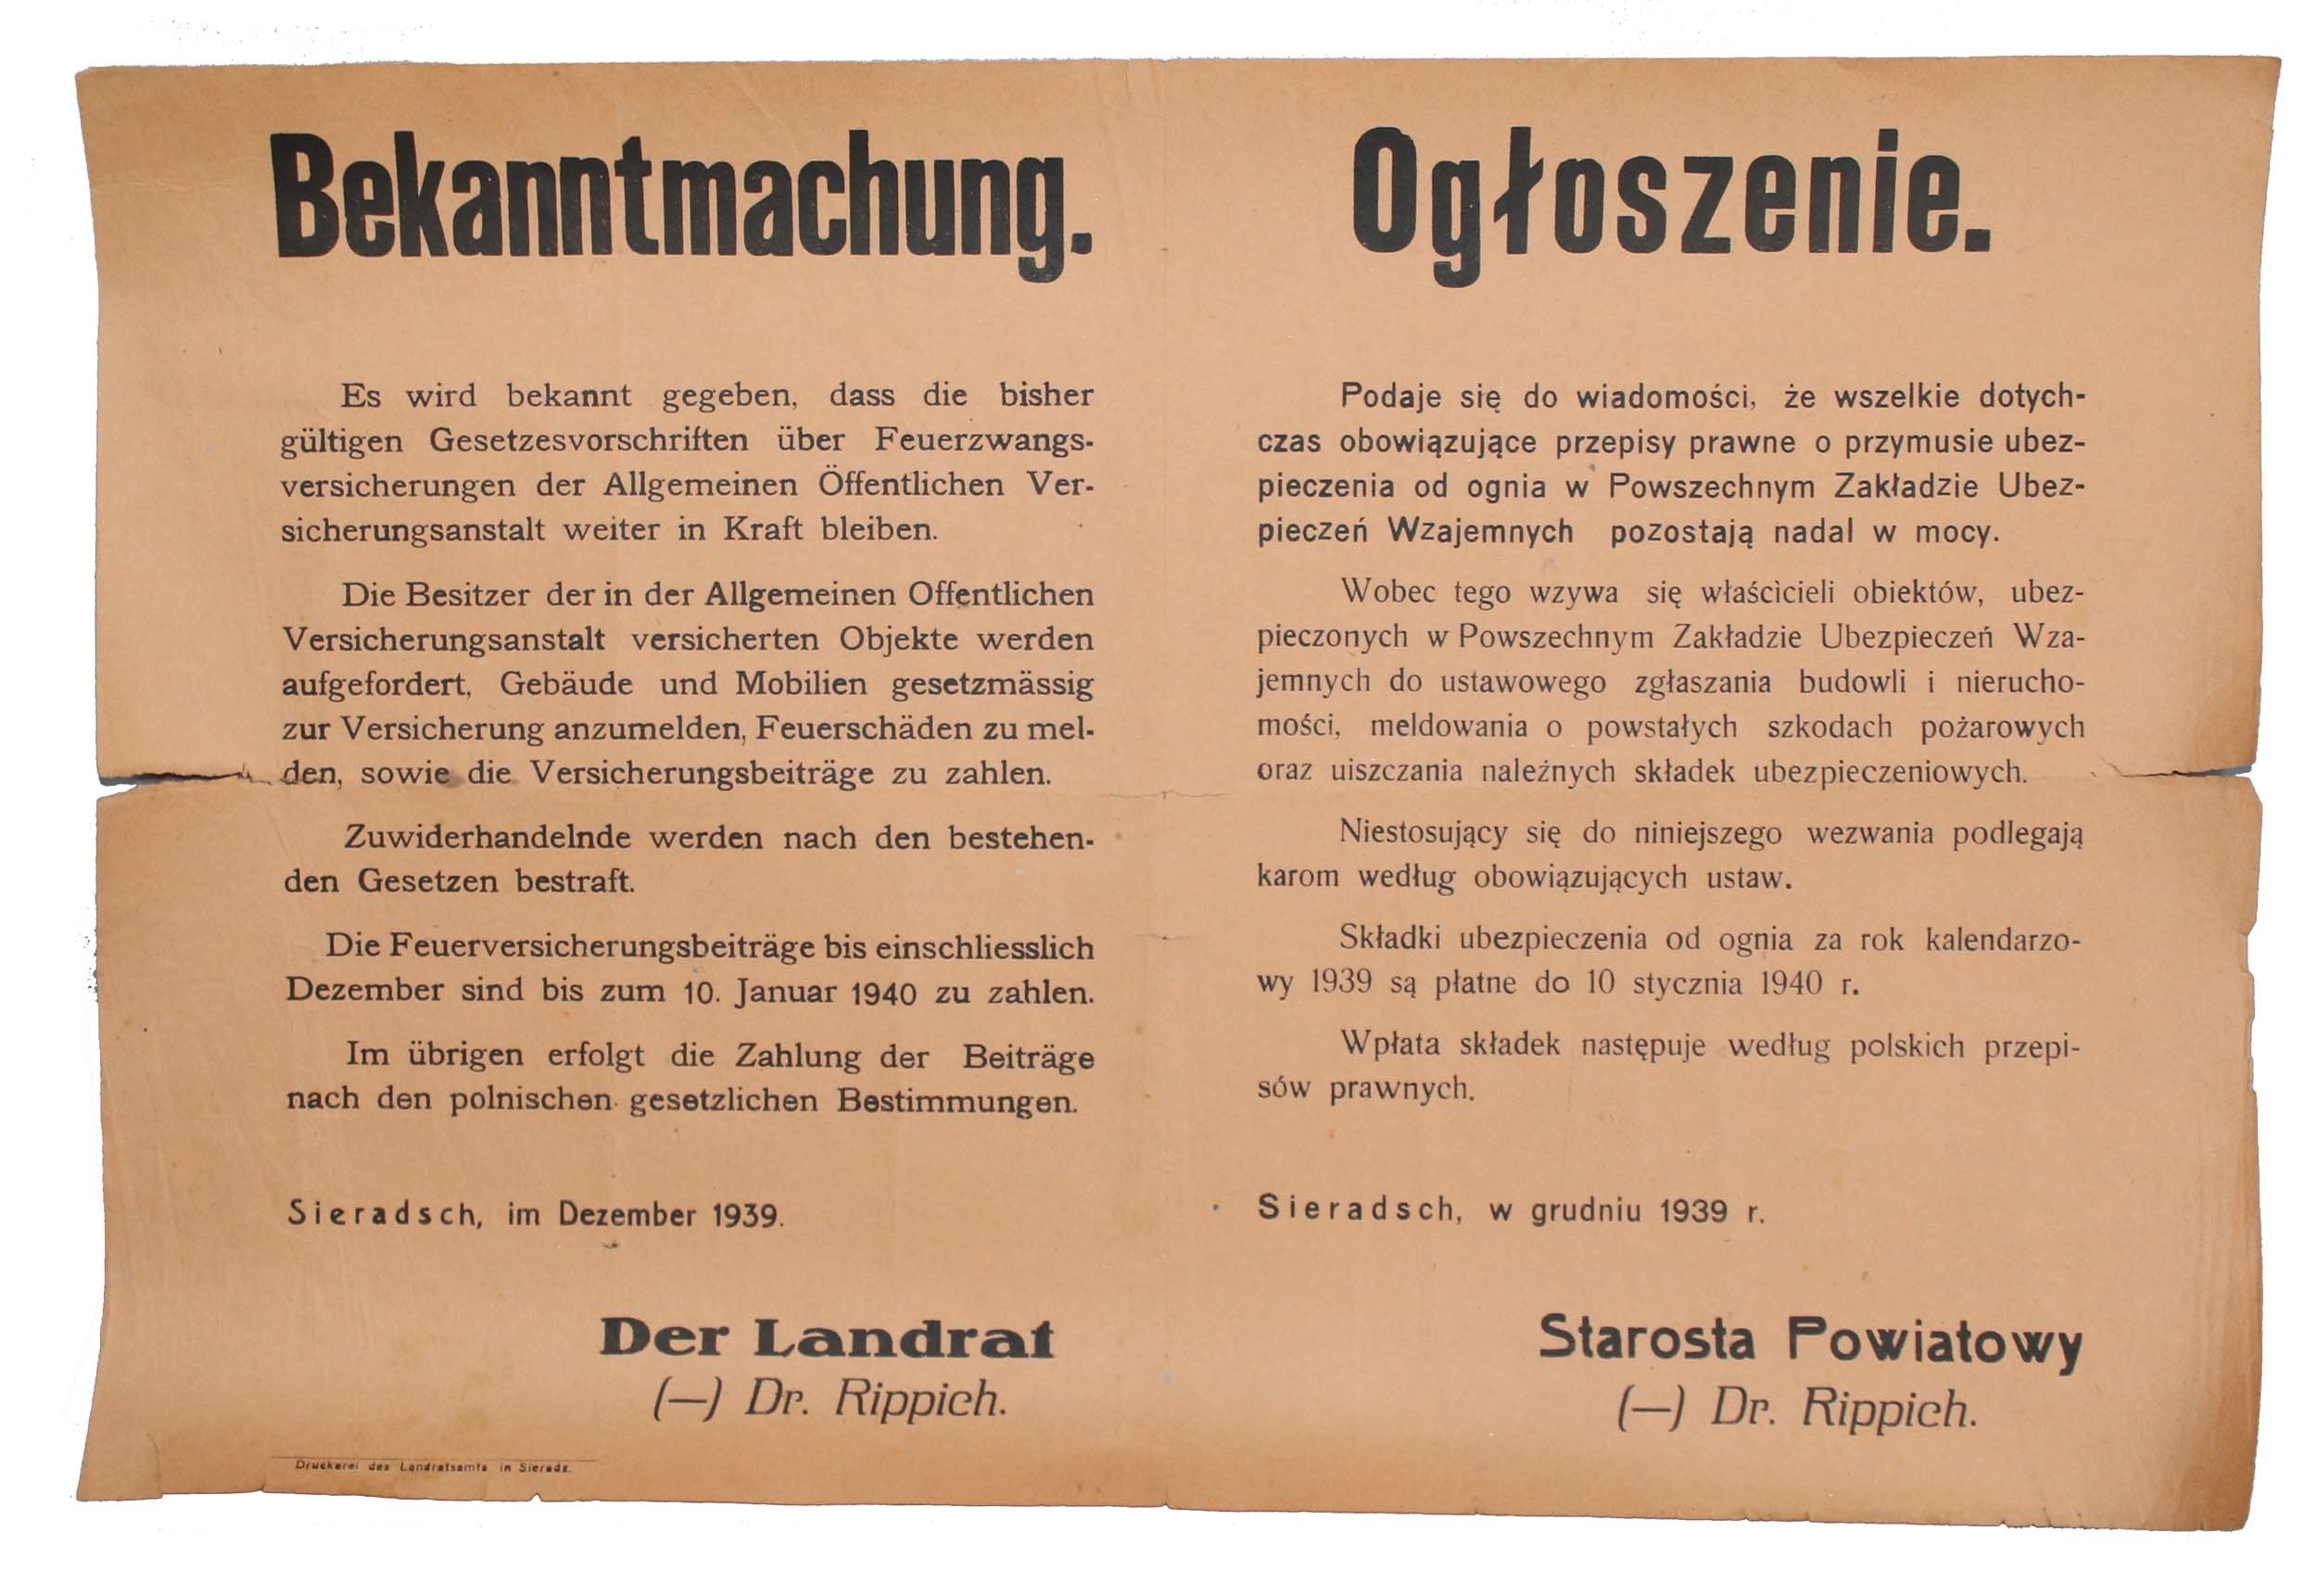 Bekanntmachung.
Es wird bekannt gegeben, dass die bisher
gültigen Gesetzesvorschriften über Feuerzwangs-
versicherungen der Allgemeinen Öffentlichen Ver-
sicherungsanstalt weiter in Kraft bleiben.
Die Besitzer der in der Allgemeinen Offentlichen
Versicherungsanstalt versicherten Objekte werden
aufgefordert, Gebäude und Mobilien gesetzmässig
zur Versicherung anzumelden, Feuerschäden zu mel-
den, sowie die Versicherungsbeiträge zu zahlen.
Zuwiderhandelnde werden nach den bestehen-
den Gesetzen bestraft.
Die Feuerversicherungsbeiträge bis einschliesslich
Dezember sind bis zum 10. Januar 1940 zu zahlen.
Im übrigen erfolgt die Zahlung der Beiträge
nach den polnischen gesetzlichen Bestimmungen.
Sieradsch, im Dezember 1939.
Der Landrat
(—) Dr. Rippich.
Druckerei des Landratsamts in Sieradz.
Ogłoszenie.
Podaje się do wiadomości, że wszelkie dotych-
czas obowiązujące przepisy prawne o przymusie ubez-
pieczenia od ognia w Powszechnym Zakładzie Ubez-
pieczeń Wzajemnych pozostają nadal w mocy.
Wobec tego wzywa się właścicieli obiektów, ubez-
pieczonych w Powszechnym Zakładzie Ubezpieczeń Wza-
jemnych do ustawowego zgłaszania budowli i nierucho-
mości, meldowania o powstałych szkodach pożarowych
oraz uiszczania należnych składek ubezpieczeniowych.
Niestosujący się do niniejszego wezwania podlegają
karom według obowiązujących ustaw.
Składki ubezpieczenia od ognia za rok kalendarzo-
wy 1939 są płatne do 10 stycznia 1940 r.
Wpłata składek następuje według polskich przepi-
sów prawnych.
Sieradsch, w grudniu 1939 r.
Starosta Powiatowy
(—) Dr. Rippich.